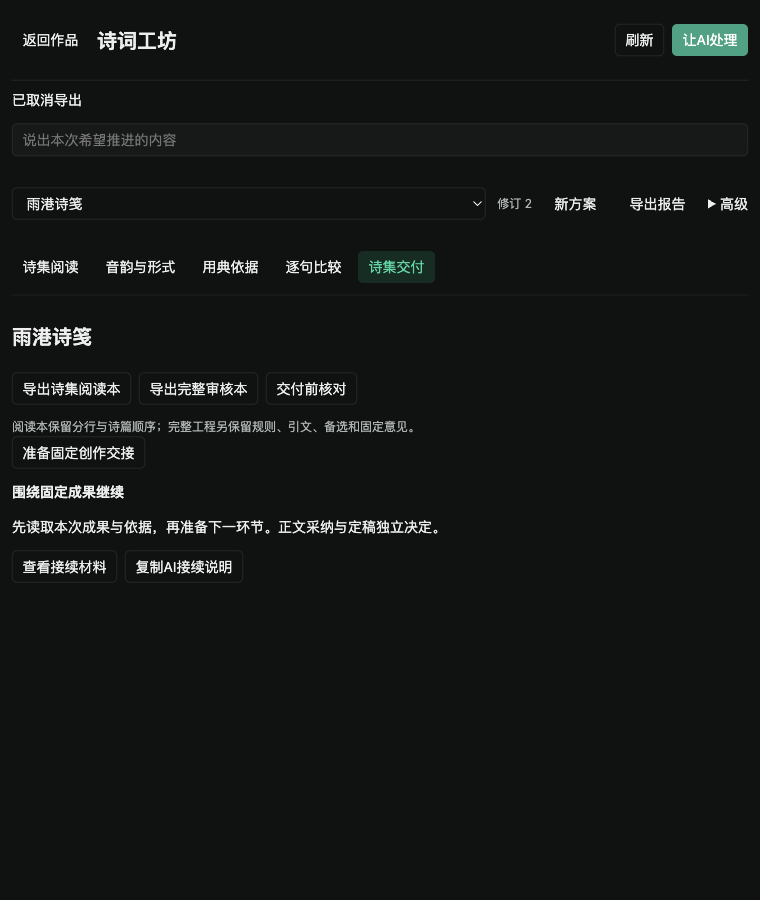 返回作品 诗词工坊 刷新 让AI处理
已取消导出
说出本次希望推进的内容
雨港诗笺 修订 2 新方案 导出报告 ▶ 高级
诗集阅读 音韵与形式 用典依据 逐句比较 诗集交付
雨港诗笺
导出诗集阅读本 导出完整审核本 交付前核对
阅读本保留分行与诗篇顺序；完整工程另保留规则、引文、备选和固定意见。
准备固定创作交接
围绕固定成果继续
先读取本次成果与依据，再准备下一环节。正文采纳与定稿独立决定。
查看接续材料 复制AI接续说明